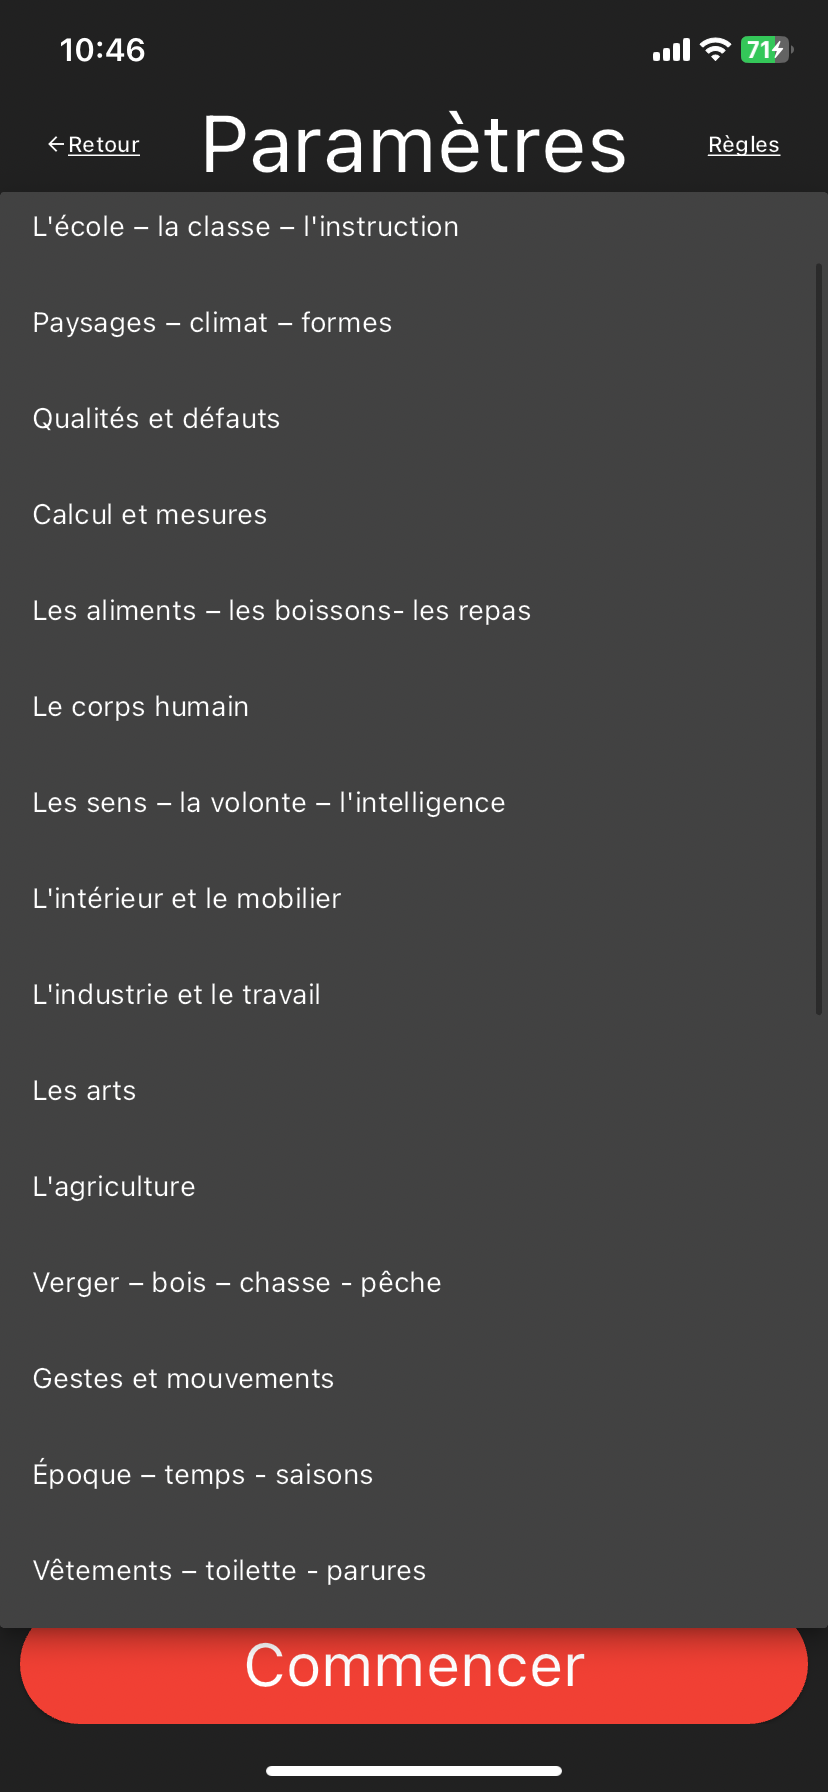 10:46
71
Retour
Paramètres
Règles
L'école – la classe – l'instruction
Paysages – climat – formes
Qualités et défauts
Calcul et mesures
Les aliments – les boissons- les repas
Le corps humain
Les sens – la volonte – l'intelligence
L'intérieur et le mobilier
L'industrie et le travail
Les arts
L'agriculture
Verger – bois – chasse - pêche
Gestes et mouvements
Époque – temps - saisons
Vêtements – toilette - parures
Commencer